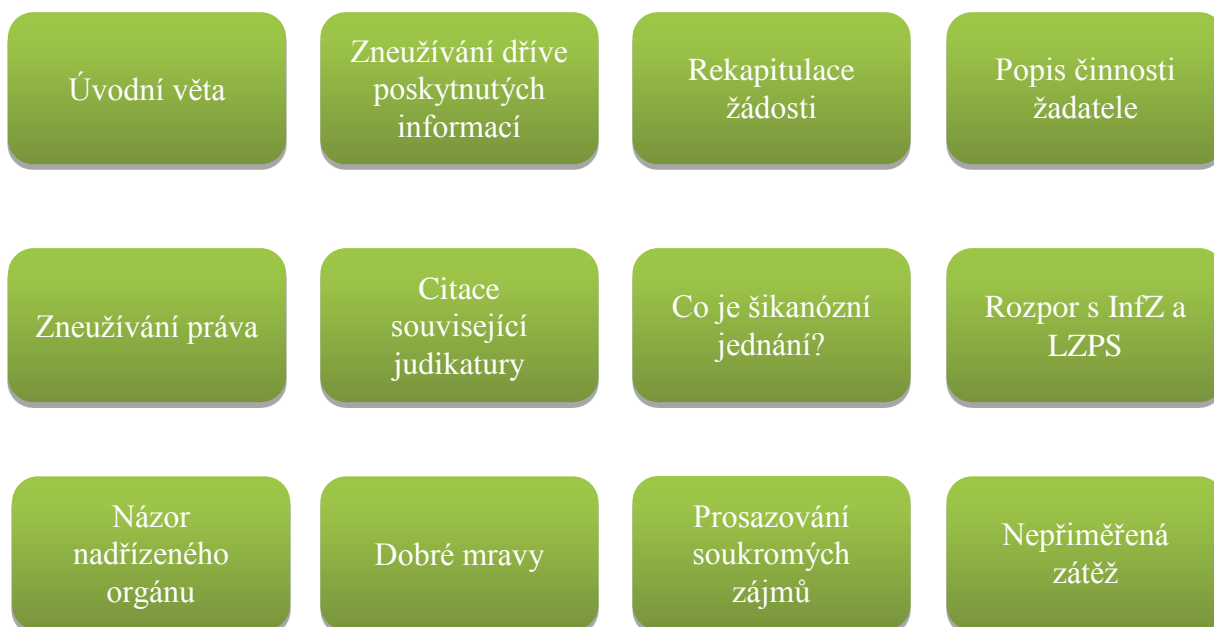 Úvodní věta
Zneužívání dříve
poskytnutých
informací
Rekapitulace
žádosti
Popis činnosti
žadatele
Zneužívání práva
Citace
související
judikatury
Co je šikanózní
jednání?
Rozpor s InfZ a
LZPS
Názor
nadřízeného
orgánu
Dobré mravy
Prosazování
soukromých
zájmů
Nepřiměřená
zátěž